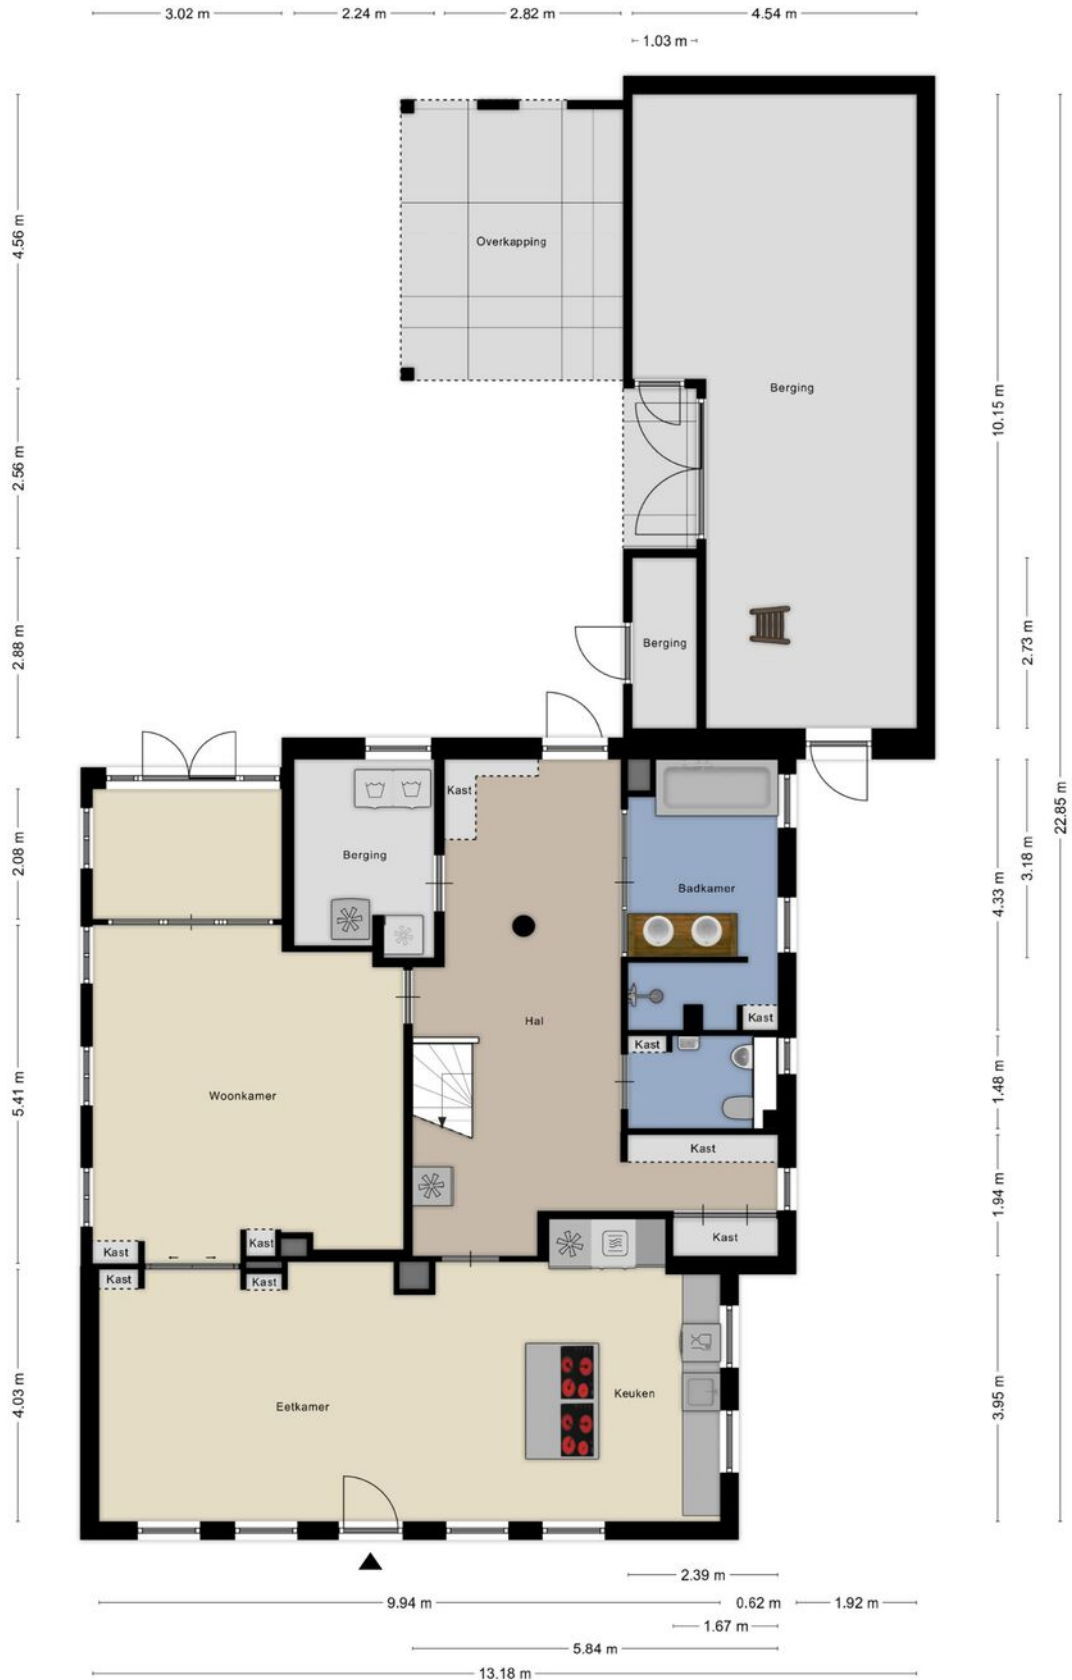 3.02 m 2.24 m 2.82 m 4.54 m
1.03 m
4.56 m
Overkapping
Berging
10.15 m
2.56 m
2.88 m
Berging
2.73 m
22.85 m
Kast
2.08 m
Berging
Badkamer
4.33 m
3.18 m
Hal
Kast
Kast
5.41 m
Woonkamer
1.48 m
Kast
1.94 m
Kast
Kast
Kast
Kast
Kast
4.03 m
Eetkamer
Keuken
3.95 m
2.39 m
9.94 m 0.62 m 1.92 m
1.67 m
5.84 m
13.18 m